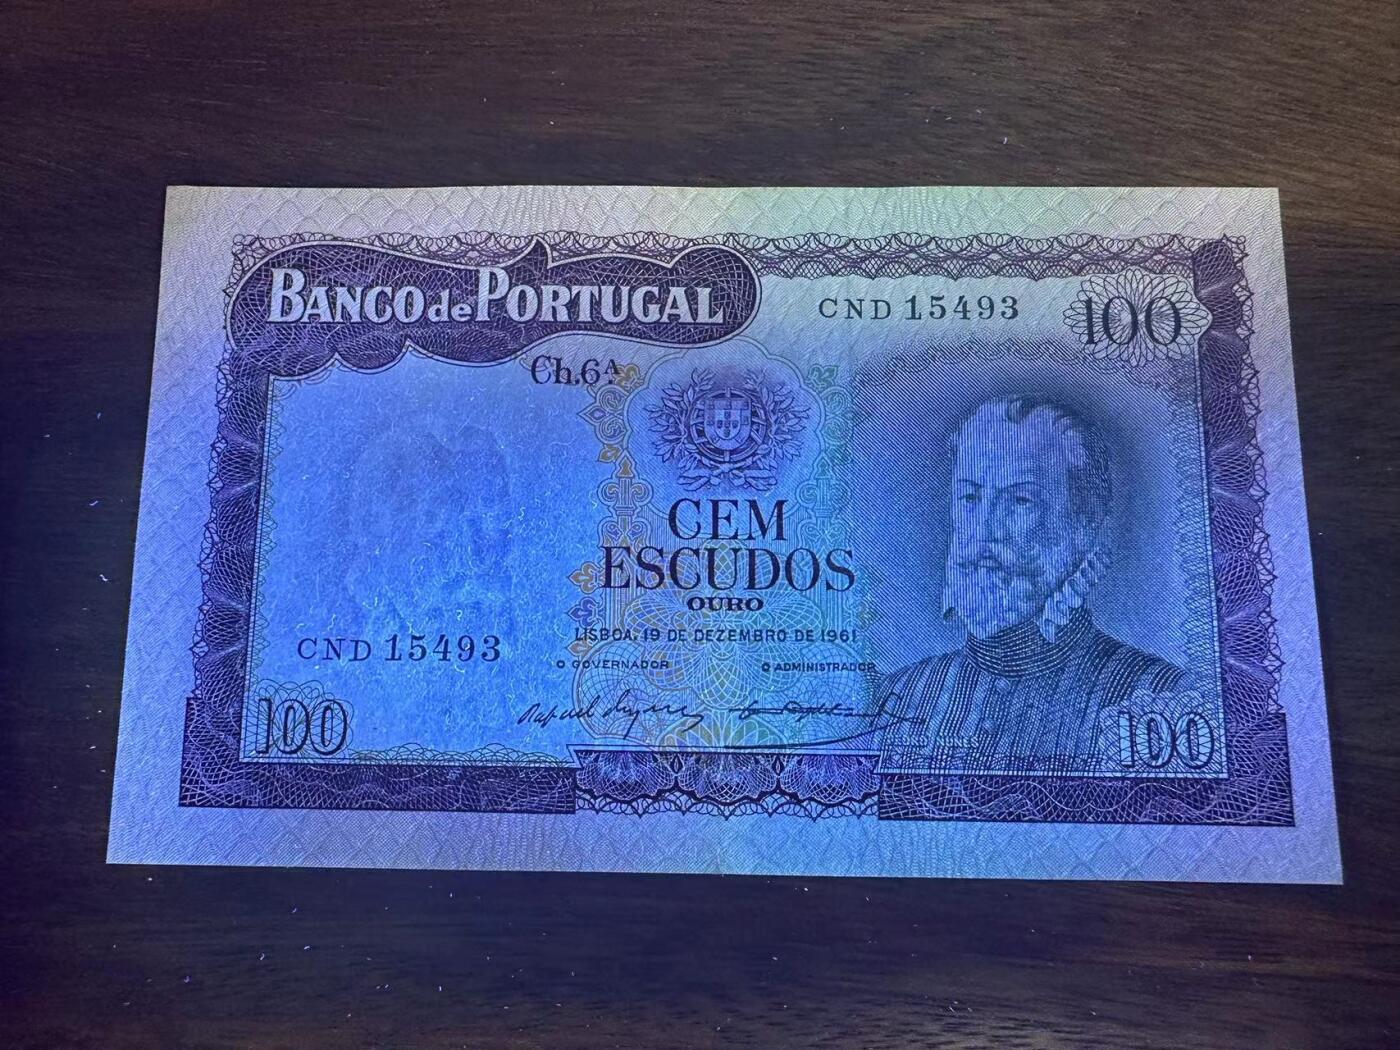 BANCO de PORTUGAL
CND 15493
100
Ch. 6ª
CEM
ESCUDOS
OURO
LISBOA, 19 DE DEZEMBRO DE 1961
CND 15493
O GOVERNADOR
O ADMINISTRADOR
100
100